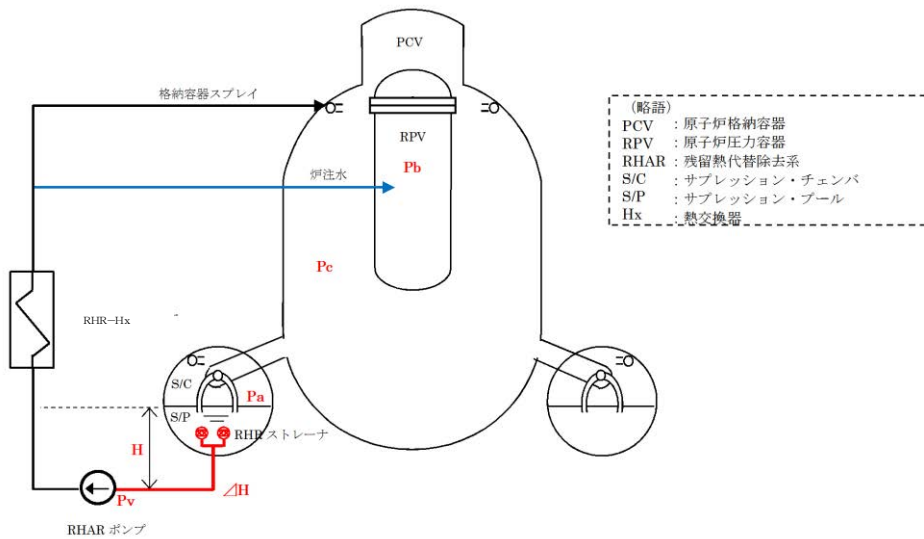 PCV
格納容器スプレイ
RPV
Pb
炉注水
Pc
RHR-Hx
S/C
Pa
S/P
RHR ストレーナ
H
Pv
⊿H
RHAR ポンプ
(略語)
PCV :原子炉格納容器
RPV :原子炉圧力容器
RHAR :残留熱代替除去系
S/C :サプレッション・チェンバ
S/P :サプレッション・プール
Hx :熱交換器